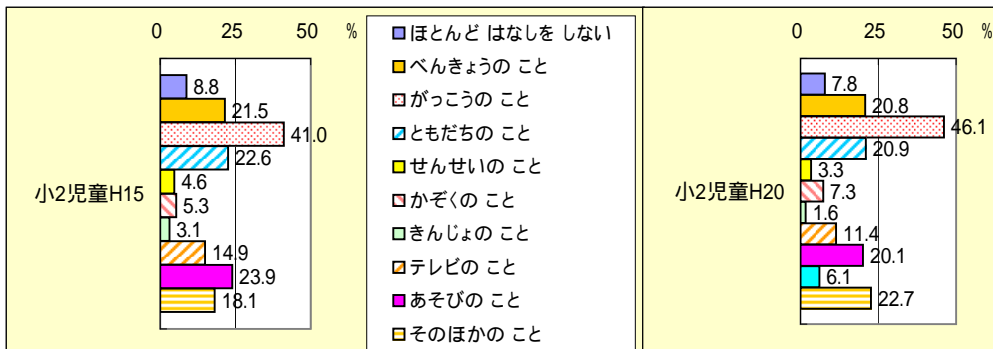 0 25 50 %
小2児童H15
8.8
21.5
41.0
22.6
4.6
5.3
3.1
14.9
23.9
18.1
ほとんど はなしを しない
べんきょうの こと
がっこうの こと
ともだちの こと
せんせいの こと
かぞくの こと
きんじょの こと
テレビの こと
あそびの こと
そのほかの こと
0 25 50 %
小2児童H20
7.8
20.8
46.1
20.9
3.3
7.3
1.6
11.4
20.1
6.1
22.7